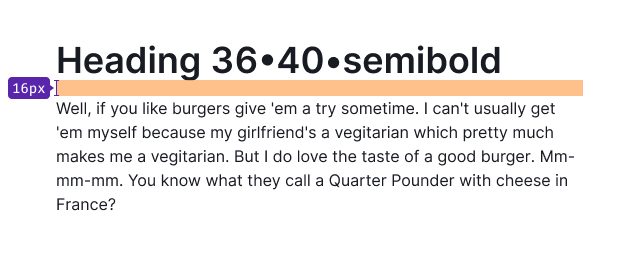 Heading 36•40•semibold
16px
Well, if you like burgers give 'em a try sometime. I can't usually get
'em myself because my girlfriend's a vegitarian which pretty much
makes me a vegitarian. But I do love the taste of a good burger. Mm-
mm-mm. You know what they call a Quarter Pounder with cheese in
France?